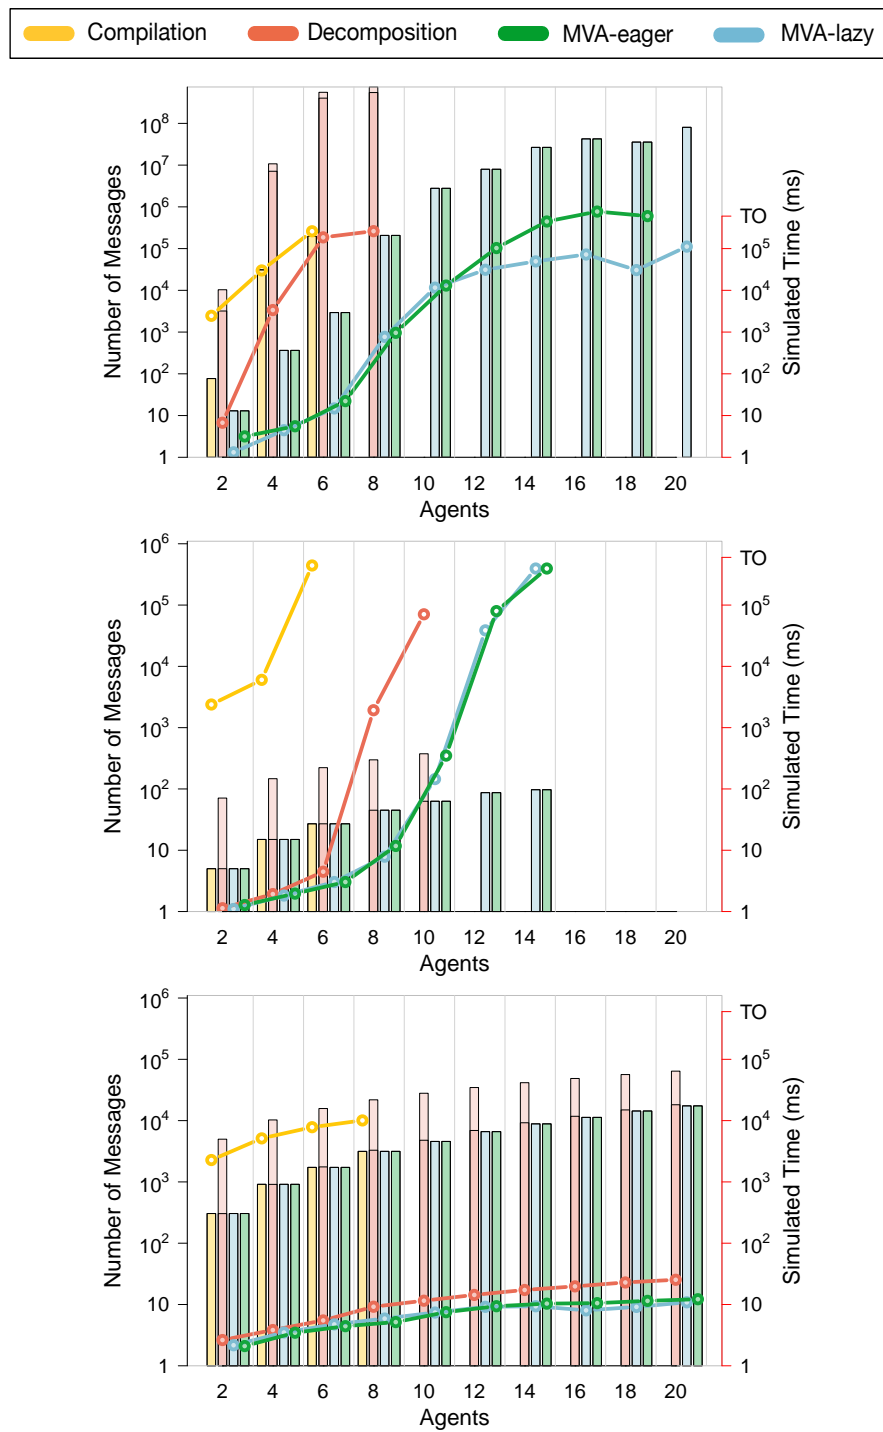 Compilation Decomposition MVA-eager MVA-lazy
Number of Messages
10^8
10^7
10^6
10^5
10^4
10^3
10^2
10
1
TO
10^5
10^4
10^3
10^2
10
1
Simulated Time (ms)
2 4 6 8 10 12 14 16 18 20
Agents
Number of Messages
10^6
10^5
10^4
10^3
10^2
10
1
TO
10^5
10^4
10^3
10^2
10
1
Simulated Time (ms)
2 4 6 8 10 12 14 16 18 20
Agents
Number of Messages
10^6
10^5
10^4
10^3
10^2
10
1
TO
10^5
10^4
10^3
10^2
10
1
Simulated Time (ms)
2 4 6 8 10 12 14 16 18 20
Agents